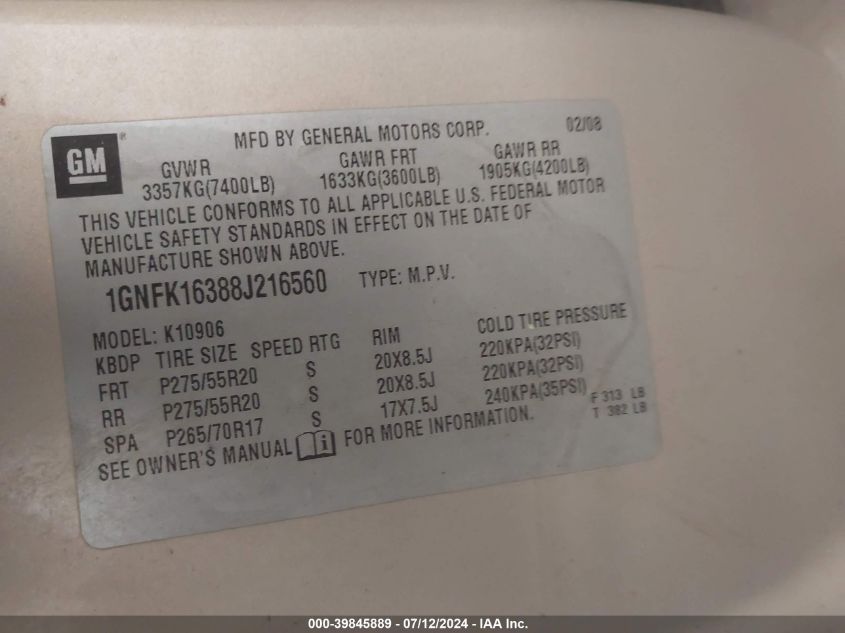 GM ®
MFD BY GENERAL MOTORS CORP. 02/08
GVWR GAWR FRT GAWR RR
3357KG(7400LB) 1633KG(3600LB) 1905KG(4200LB)
THIS VEHICLE CONFORMS TO ALL APPLICABLE U.S. FEDERAL MOTOR
VEHICLE SAFETY STANDARDS IN EFFECT ON THE DATE OF
MANUFACTURE SHOWN ABOVE.
1GNFK16388J216560 TYPE: M.P.V.
MODEL: K10906
KBDP TIRE SIZE SPEED RTG RIM COLD TIRE PRESSURE
FRT P275/55R20 S 20X8.5J 220KPA(32PSI)
RR P275/55R20 S 20X8.5J 220KPA(32PSI)
SPA P265/70R17 S 17X7.5J 240KPA(35PSI)
SEE OWNER'S MANUAL i FOR MORE INFORMATION.
F 313 LB
T 382 LB
000-39845889 - 07/12/2024 - IAA Inc.